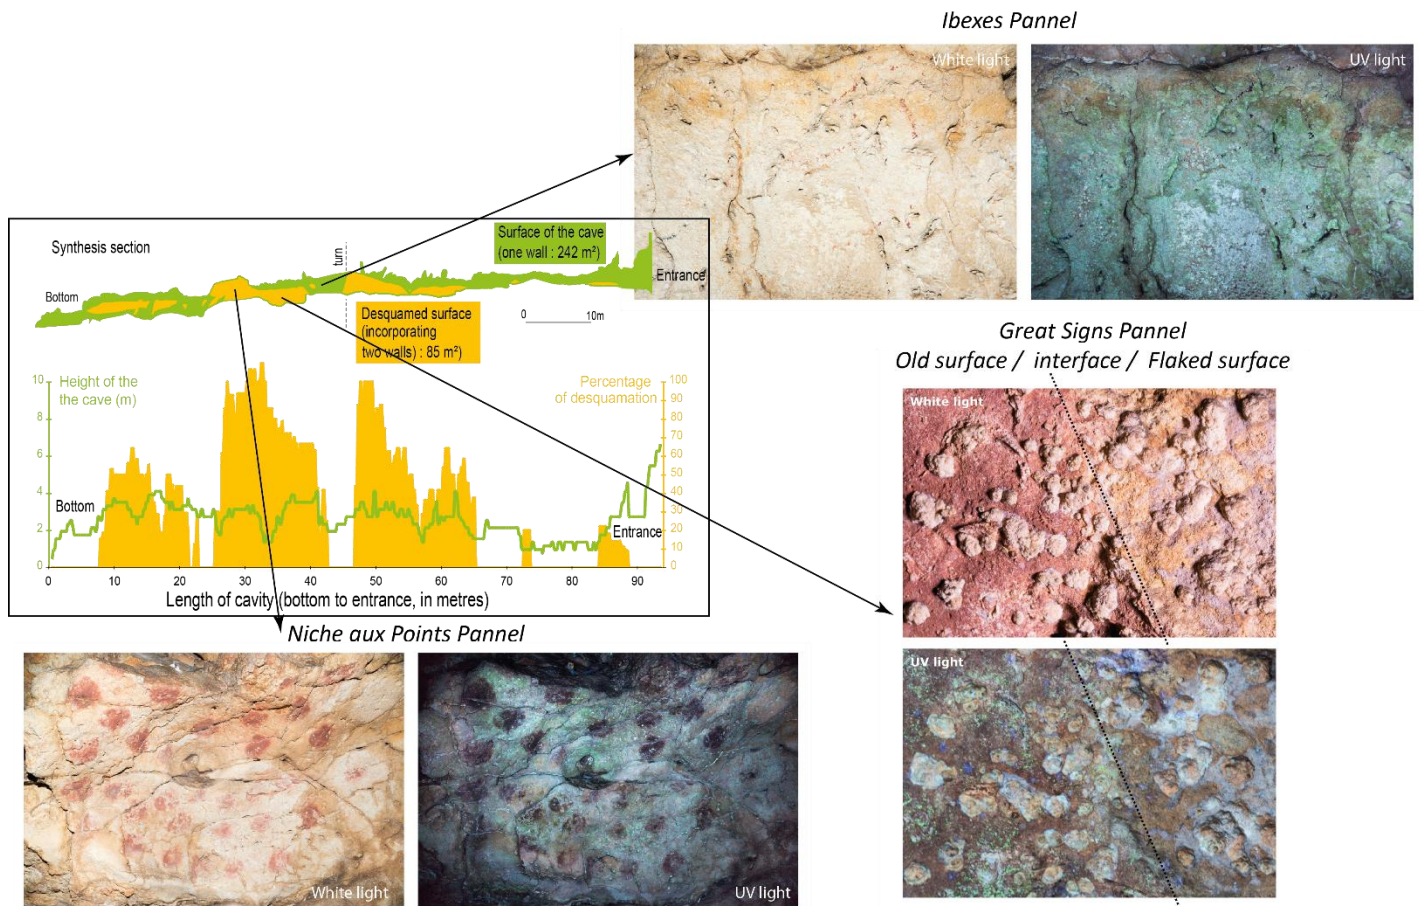 Ibexes Pannel
White light
UV light
Synthesis section
turn
Surface of the cave
(one wall : 242 m²)
Entrance
Bottom
Desquamed surface
(incorporating
two walls) : 85 m²)
0 10m
Great Signs Pannel
Old surface / interface / Flaked surface
White light
UV light
Height of the
the cave (m)
Percentage
of desquamation
10
8
6
4
2
0
100
90
80
70
60
50
40
30
20
10
0
Bottom
Entrance
0 10 20 30 40 50 60 70 80 90
Length of cavity (bottom to entrance, in metres)
Niche aux Points Pannel
White light
UV light